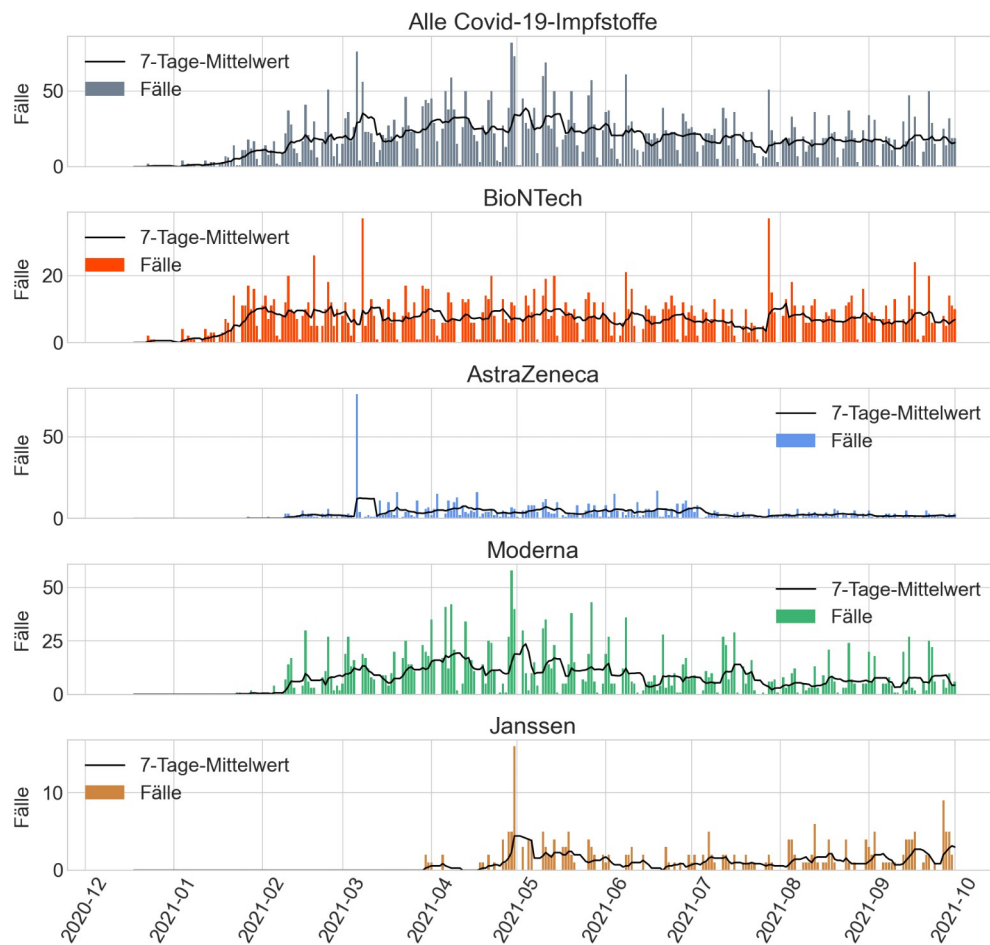 Alle Covid-19-Impfstoffe
Fälle
50
0
7-Tage-Mittelwert
Fälle
BioNTech
Fälle
20
10
0
7-Tage-Mittelwert
Fälle
AstraZeneca
Fälle
50
0
7-Tage-Mittelwert
Fälle
Moderna
Fälle
50
25
0
7-Tage-Mittelwert
Fälle
Janssen
Fälle
10
0
7-Tage-Mittelwert
Fälle
2020-12
2021-01
2021-02
2021-03
2021-04
2021-05
2021-06
2021-07
2021-08
2021-09
2021-10